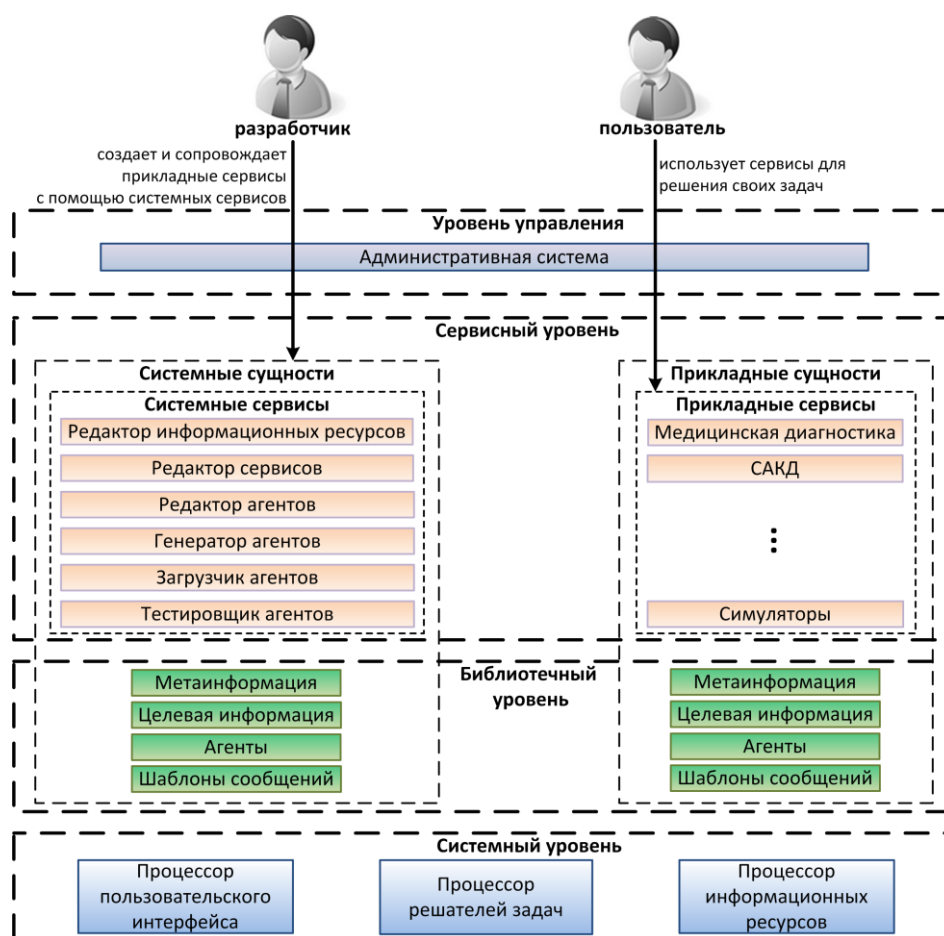 разработчик
пользователь
создает и сопровождает
прикладные сервисы
с помощью системных сервисов
использует сервисы для
решения своих задач
Уровень управления
Административная система
Сервисный уровень
Системные сущности
Системные сервисы
Редактор информационных ресурсов
Редактор сервисов
Редактор агентов
Генератор агентов
Загрузчик агентов
Тестировщик агентов
Прикладные сущности
Прикладные сервисы
Медицинская диагностика
САКД
Симуляторы
Библиотечный
уровень
Метаинформация
Целевая информация
Агенты
Шаблоны сообщений
Метаинформация
Целевая информация
Агенты
Шаблоны сообщений
Системный уровень
Процессор
пользовательского
интерфейса
Процессор
решателей задач
Процессор
информационных
ресурсов